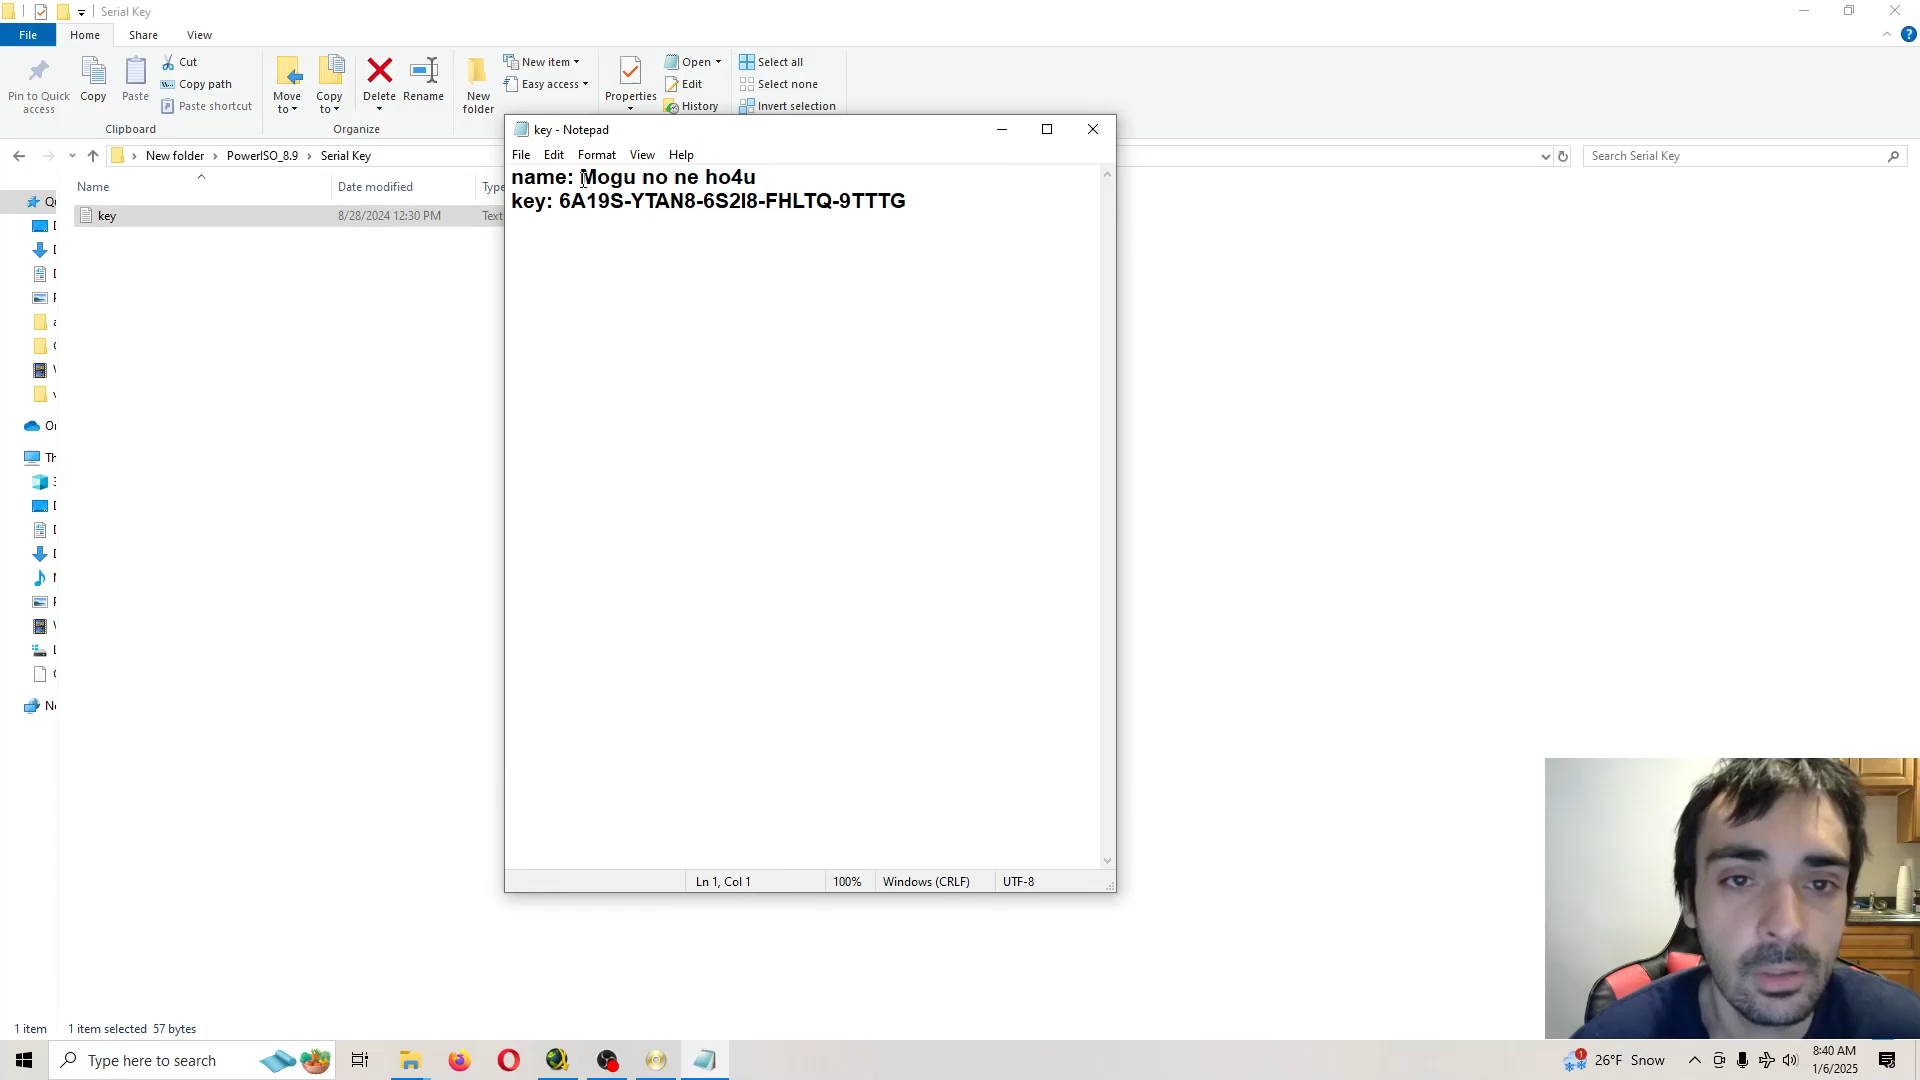 Serial Key
File Home Share View
Pin to Quick access
Copy
Paste
Cut
Copy path
Paste shortcut
Clipboard
Move to
Copy to
Delete
Rename
Organize
New folder
New item
Easy access
Properties
Open
Edit
History
Select all
Select none
Invert selection
New folder PowerISO_8.9 Serial Key
Search Serial Key
Name Date modified
key 8/28/2024 12:30 PM Text
key - Notepad
File Edit Format View Help
name: Mogu no ne ho4u
key: 6A19S-YTAN8-6S2I8-FHLTQ-9TTTG
Ln 1, Col 1 100% Windows (CRLF) UTF-8
1 item 1 item selected 57 bytes
Type here to search
26°F Snow
8:40 AM
1/6/2025